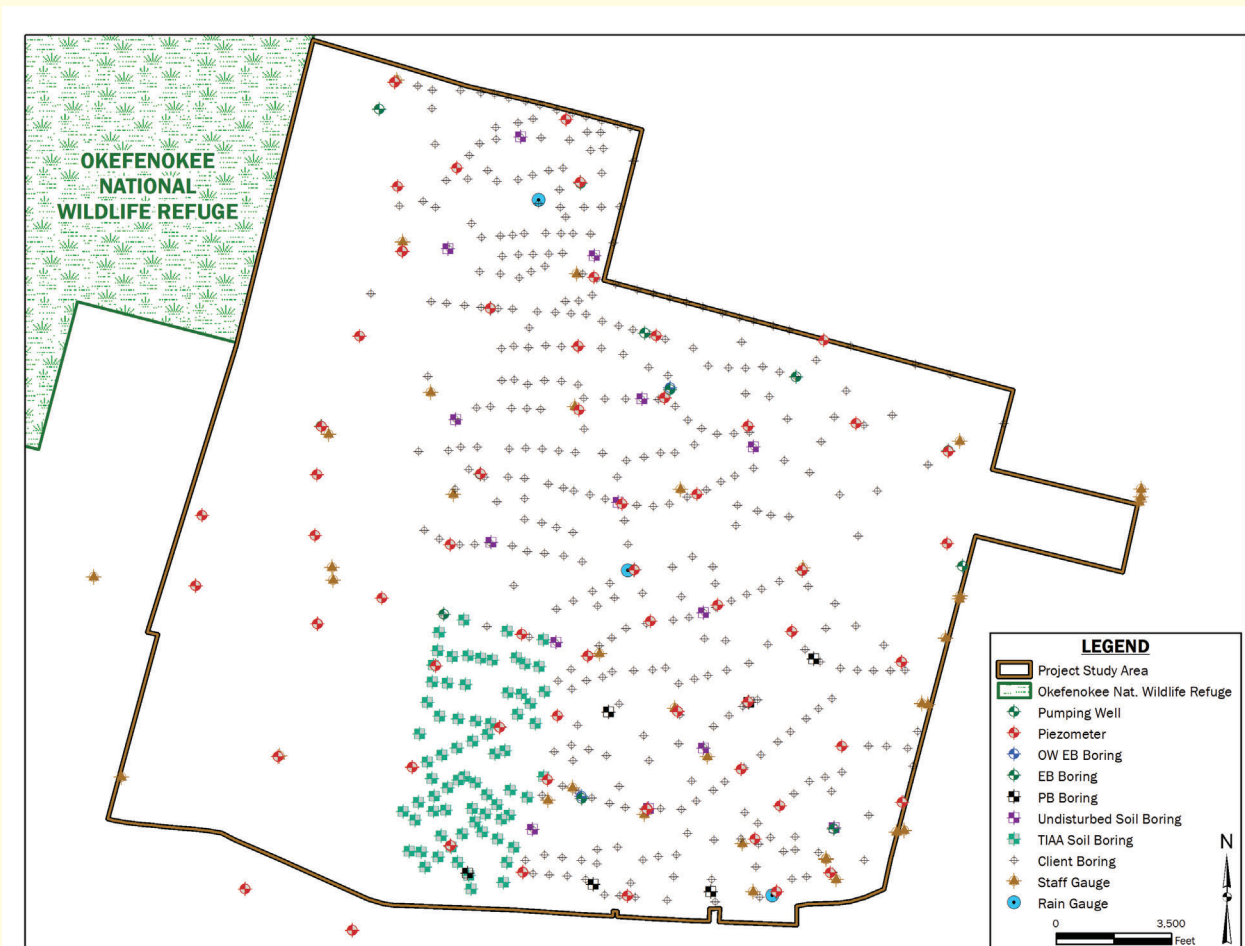 OKEFENOKEE
NATIONAL
WILDLIFE REFUGE
LEGEND
Project Study Area
Okefenokee Nat. Wildlife Refuge
Pumping Well
Piezometer
OW EB Boring
EB Boring
PB Boring
Undisturbed Soil Boring
TIAA Soil Boring
Client Boring
Staff Gauge
Rain Gauge
N
0 3,500
Feet